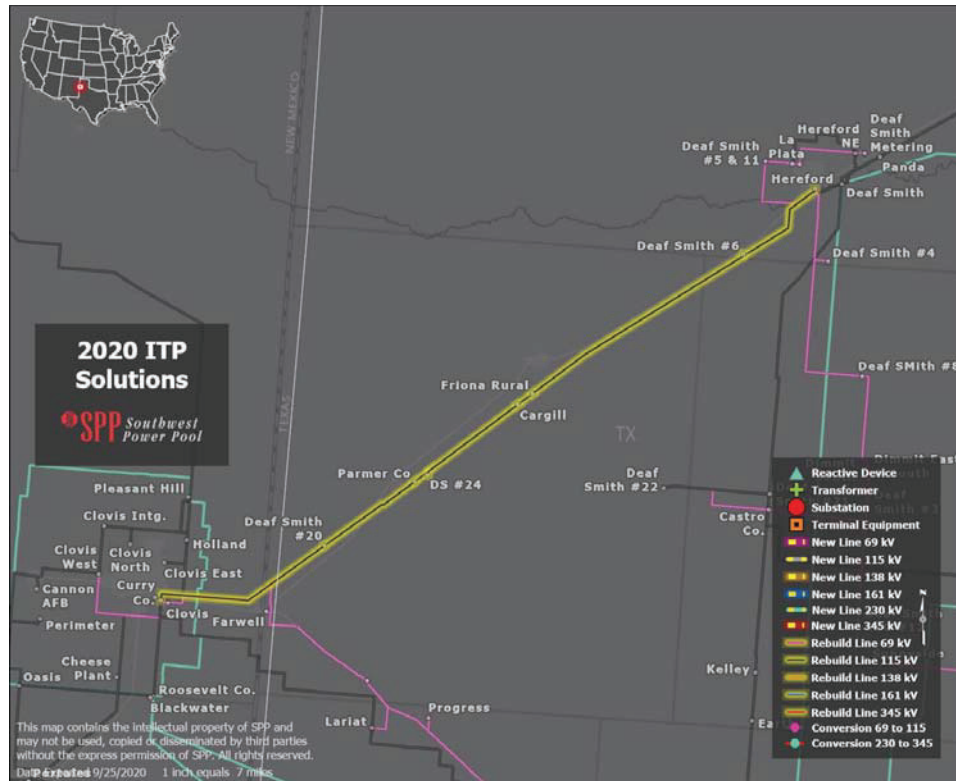 NEW MEXICO
TEXAS
TX
Hereford
NE
Deaf
Smith
Metering
La
Plata
Deaf Smith
#5 & 11
Panda
Hereford
Deaf Smith
Deaf Smith #6
Deaf Smith #4
2020 ITP
Solutions
SPP Southwest
Power Pool
Deaf SMith #8
Friona Rural
Cargill
Parmer Co.
DS #24
Deaf
Smith #22
Castro
Co.
Pleasant Hill
Clovis Intg.
Deaf Smith
#20
Holland
Clovis
North
Clovis
West
Clovis East
Curry
Co.
Cannon
AFB
Clovis
Farwell
Perimeter
Cheese
Plant
Oasis
Roosevelt Co.
Blackwater
Kelley
Lariat
Progress
Reactive Device
Transformer
Substation
Terminal Equipment
New Line 69 kV
New Line 115 kV
New Line 138 kV
New Line 161 kV
New Line 230 kV
New Line 345 kV
Rebuild Line 69 kV
Rebuild Line 115 kV
Rebuild Line 138 kV
Rebuild Line 161 kV
Rebuild Line 345 kV
Conversion 69 to 115
Conversion 230 to 345
N
This map contains the intellectual property of SPP and
may not be used, copied or disseminated by third parties
without the express permission of SPP. All rights reserved.
9/25/2020 1 inch equals 7 miles
Portales